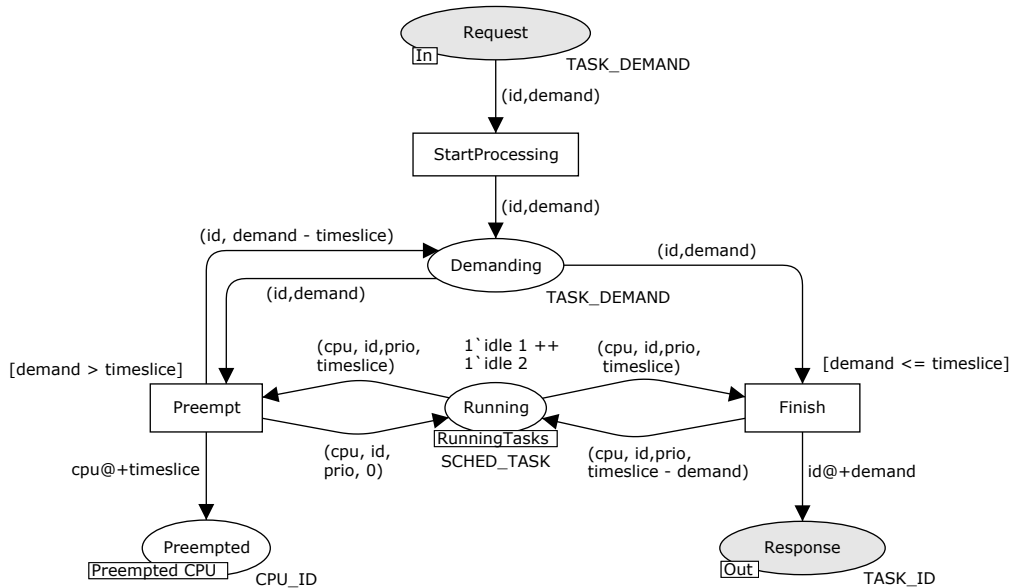 Request
In
TASK_DEMAND
(id,demand)
StartProcessing
(id,demand)
(id, demand - timeslice)
(id,demand)
Demanding
(id,demand)
TASK_DEMAND
[demand > timeslice]
(cpu, id,prio,
timeslice)
1`idle 1 ++
1`idle 2
(cpu, id,prio,
timeslice)
[demand <= timeslice]
Preempt
Running
Finish
RunningTasks
SCHED_TASK
(cpu, id,
prio, 0)
(cpu, id,prio,
timeslice - demand)
cpu@+timeslice
id@+demand
Preempted
Preempted CPU
CPU_ID
Response
Out
TASK_ID